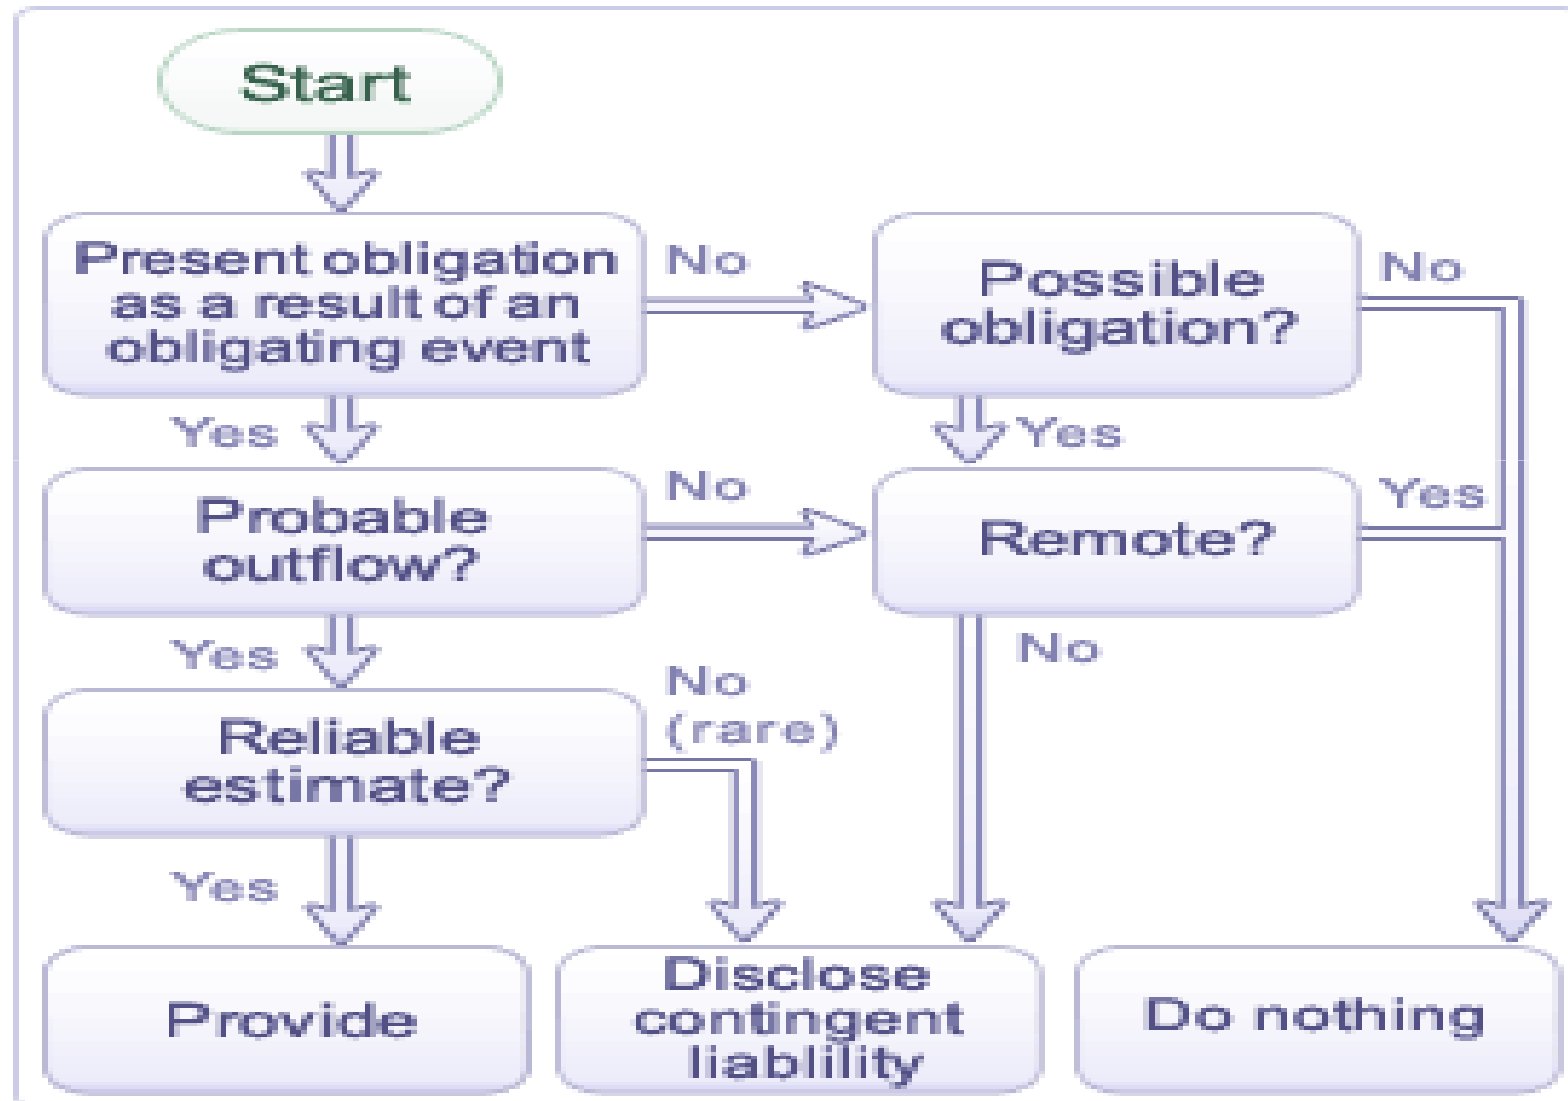 Start
Present obligation
as a result of an
obligating event
No
Possible
obligation?
No
Yes
Yes
Probable
outflow?
No
Remote?
Yes
Yes
No
Reliable
estimate?
No
(rare)
Yes
Provide
Disclose
contingent
liablility
Do nothing